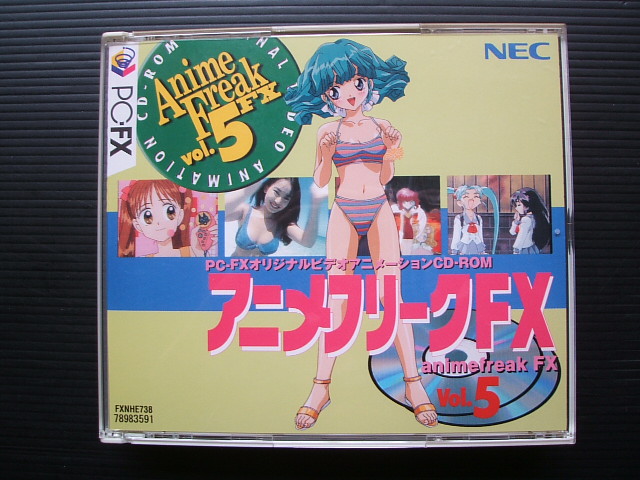 PC-FX
Anime
Freak
FX
vol. 5
CD-ROM
ANIMATION
NEC
PC-FXオリジナルビデオアニメーションCD-ROM
アニメフリークFX
animefreak FX
Vol. 5
FXNHE738
78983591